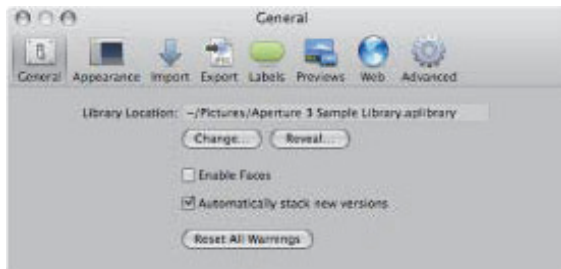 General
General Appearance Import Export Labels Previews Web Advanced
Library Location: ~/Pictures/Aperture 3 Sample Library.aplibrary
Change... Reveal...
Enable Faces
Automatically stack new versions
Reset All Warnings